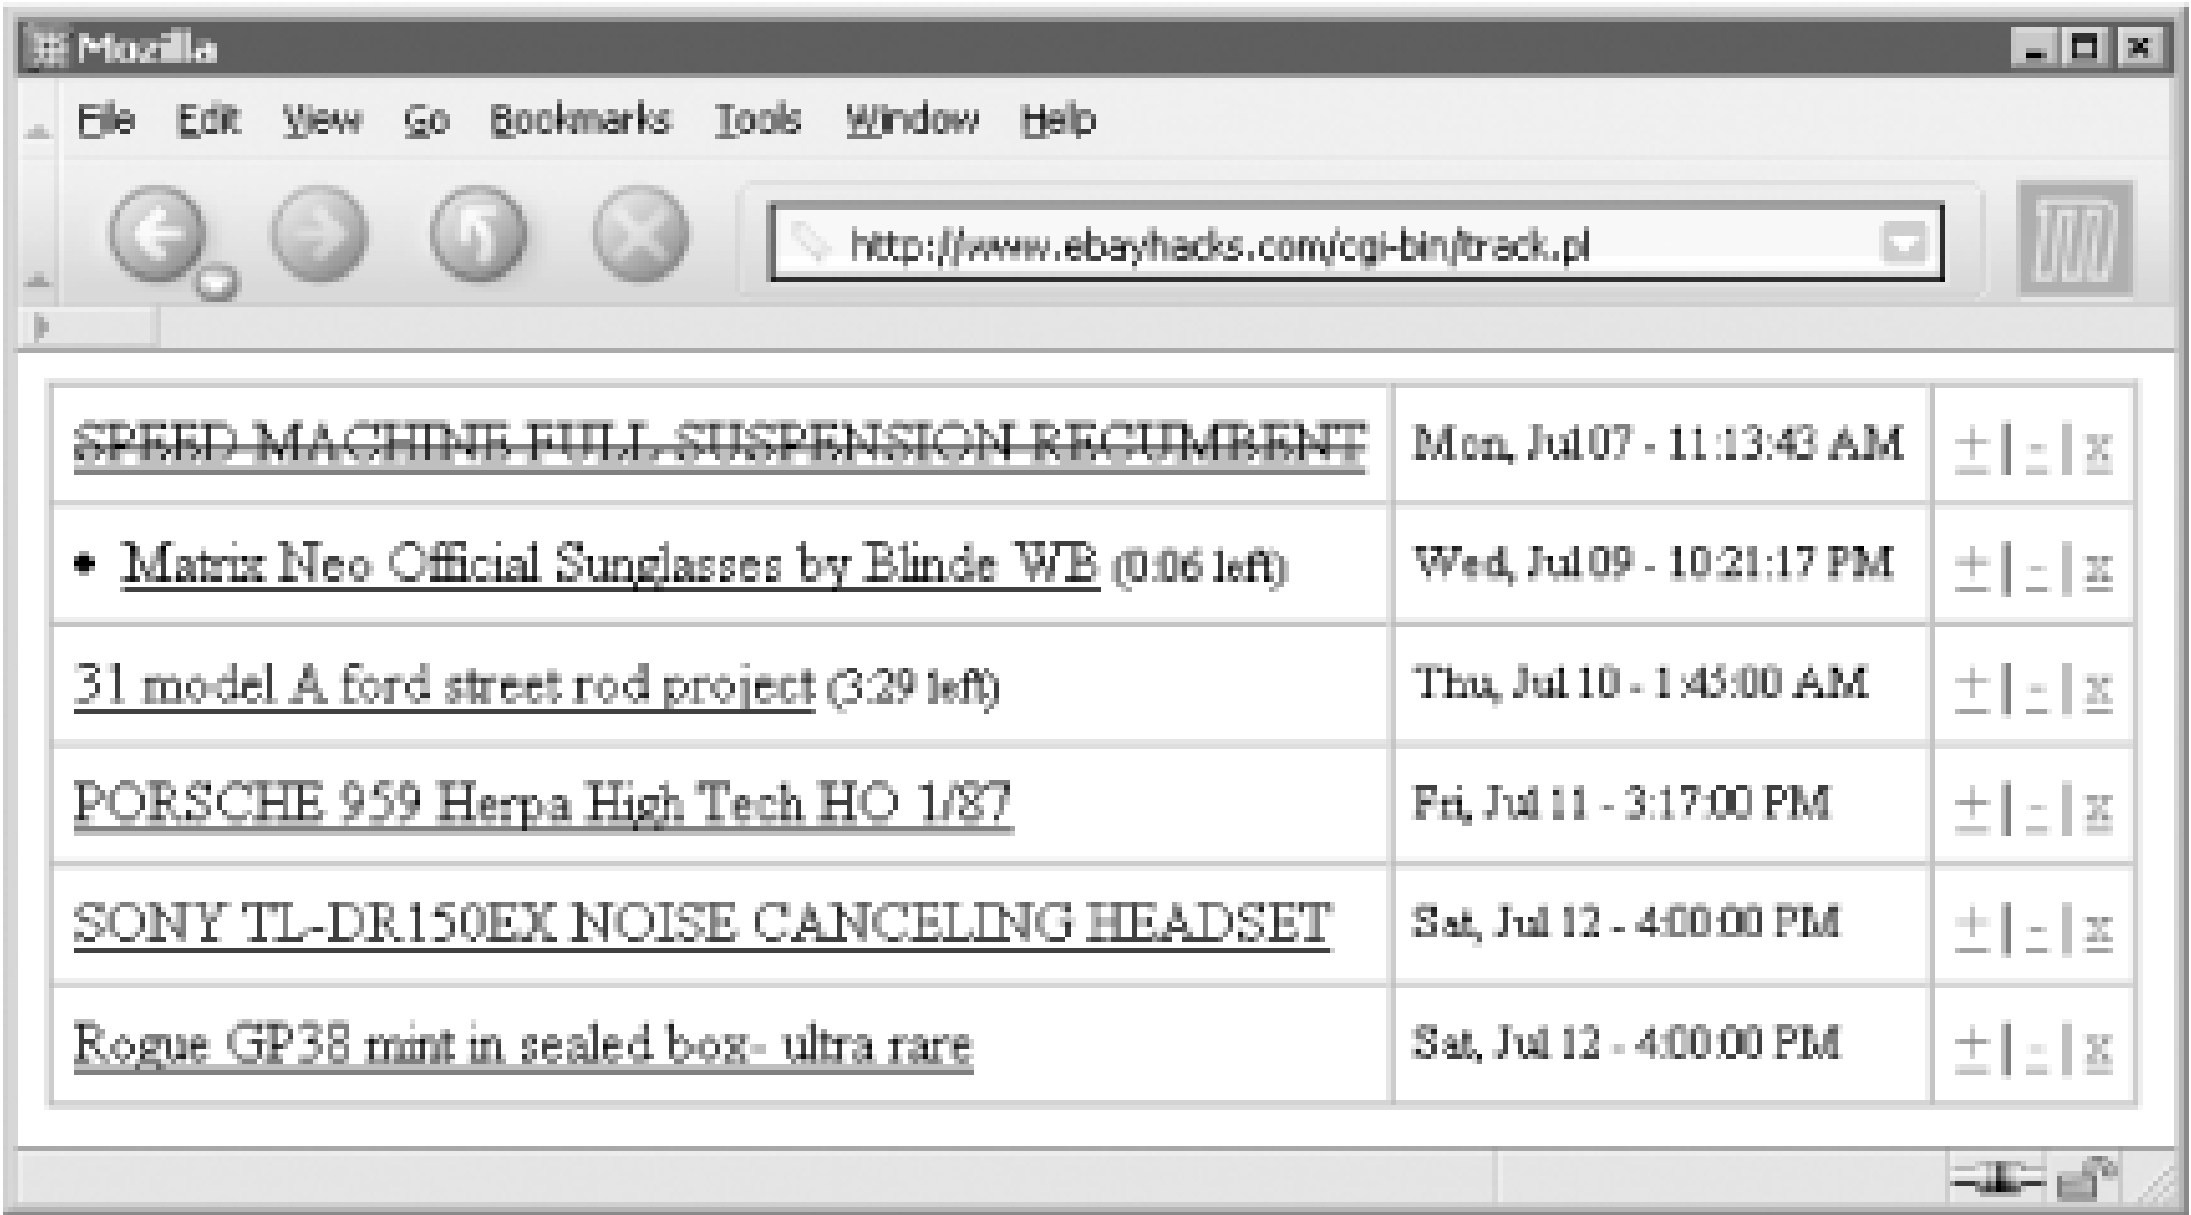 Mozilla
File Edit View Go Bookmarks Tools Window Help
http://www.ebayhacks.com/cgi-bin/track.pl
SPEED MACHINE FULL SUSPENSION RECUMBENT Mon, Jul 07 - 11:13:43 AM + | - | x
• Matrix Neo Official Sunglasses by Blinde WB (0:06 left) Wed, Jul 09 - 10:21:17 PM + | - | x
31 model A ford street rod project (3:29 left) Thu, Jul 10 - 1:45:00 AM + | - | x
PORSCHE 959 Herpa High Tech HO 1/87 Fri, Jul 11 - 3:17:00 PM + | - | x
SONY TL-DR150EX NOISE CANCELING HEADSET Sat, Jul 12 - 4:00:00 PM + | - | x
Rogue GP38 mint in sealed box- ultra rare Sat, Jul 12 - 4:00:00 PM + | - | x